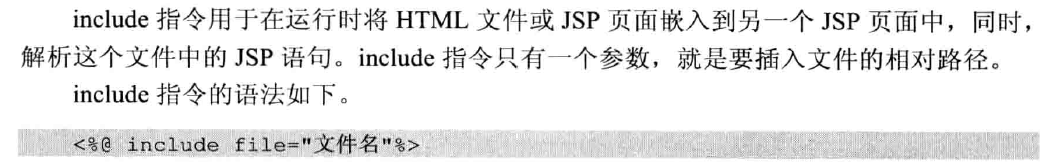 include 指令用于在运行时将 HTML 文件或 JSP 页面嵌入到另一个 JSP 页面中，同时，
解析这个文件中的 JSP 语句。include 指令只有一个参数，就是要插入文件的相对路径。
include 指令的语法如下。
<%@ include file="文件名"%>